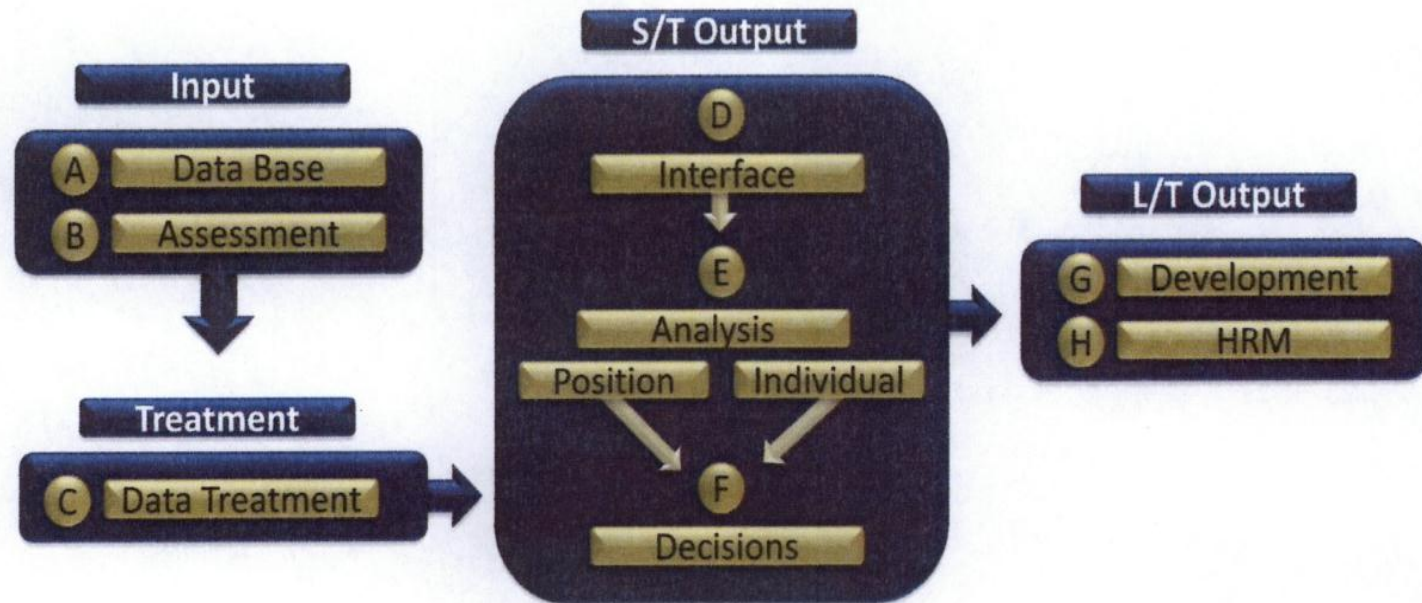 Input
A Data Base
B Assessment
Treatment
C Data Treatment
S/T Output
D
Interface
E
Analysis
Position Individual
F
Decisions
L/T Output
G Development
H HRM